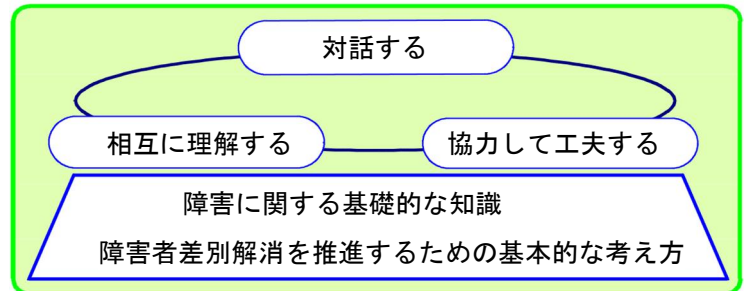 対話する
相互に理解する
協力して工夫する
障害に関する基礎的な知識
障害者差別解消を推進するための基本的な考え方